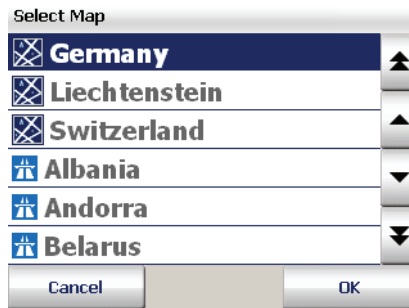 Select Map
Germany
Liechtenstein
Switzerland
Albania
Andorra
Belarus
Cancel
OK